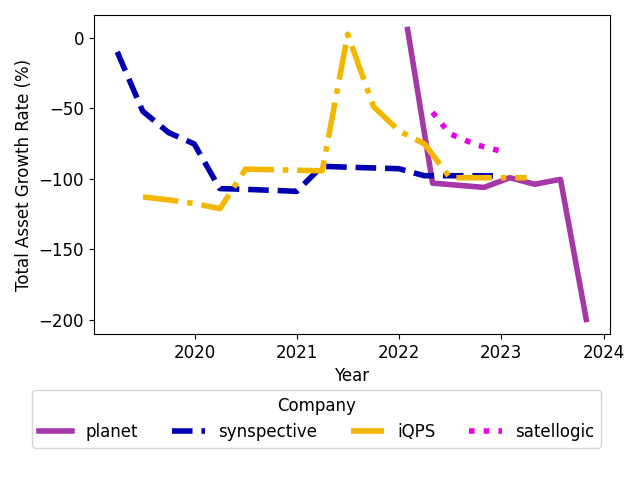 Total Asset Growth Rate (%)
0
−50
−100
−150
−200
2020
2021
2022
2023
2024
Year
Company
planet
synspective
iQPS
satellogic